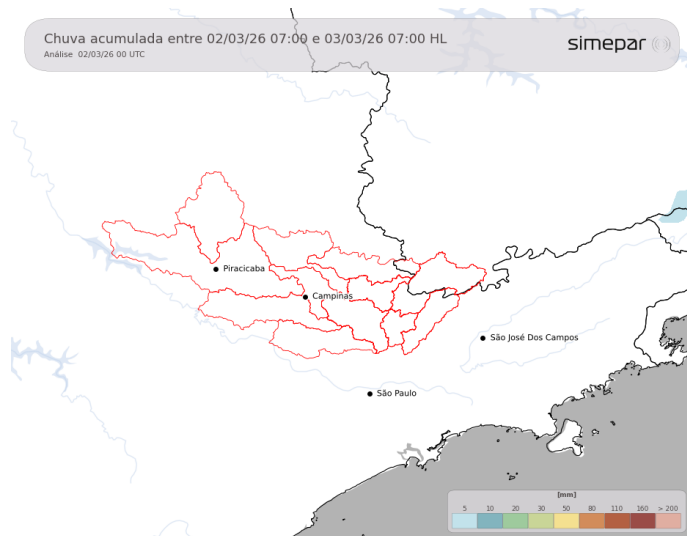 Chuva acumulada entre 02/03/26 07:00 e 03/03/26 07:00 HL
Análise 02/03/26 00 UTC
simepar
Piracicaba
Campinas
São José Dos Campos
São Paulo
[mm]
5 10 20 30 50 80 110 160 > 200